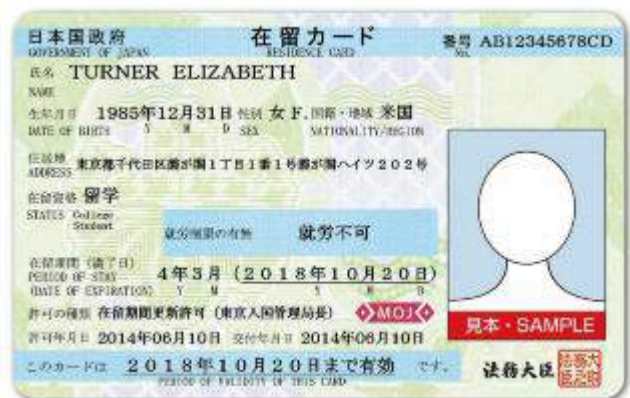 日本国政府 在留カード 番号 AB12345678CD
GOVERNMENT OF JAPAN RESIDENCE CARD No.
氏名 TURNER ELIZABETH
NAME
生年月日 1985年12月31日 性別 女 F. 国籍・地域 米国
DATE OF BIRTH Y M D SEX NATIONALITY/REGION
住居地 東京都千代田区霞が関1丁目1番1号霞が関ハイツ202号
ADDRESS
在留資格 留学
STATUS College
Student
就労制限の有無 就労不可
在留期間(満了日)
PERIOD OF STAY 4年3月(2018年10月20日)
(DATE OF EXPIRATION) Y M Y M D
許可の種類 在留期間更新許可(東京入国管理局長) MOJ
見本・SAMPLE
許可年月日 2014年06月10日 交付年月日 2014年06月10日
このカードは 2018年10月20日まで有効 です。
PERIOD OF VALIDITY OF THIS CARD
法務大臣